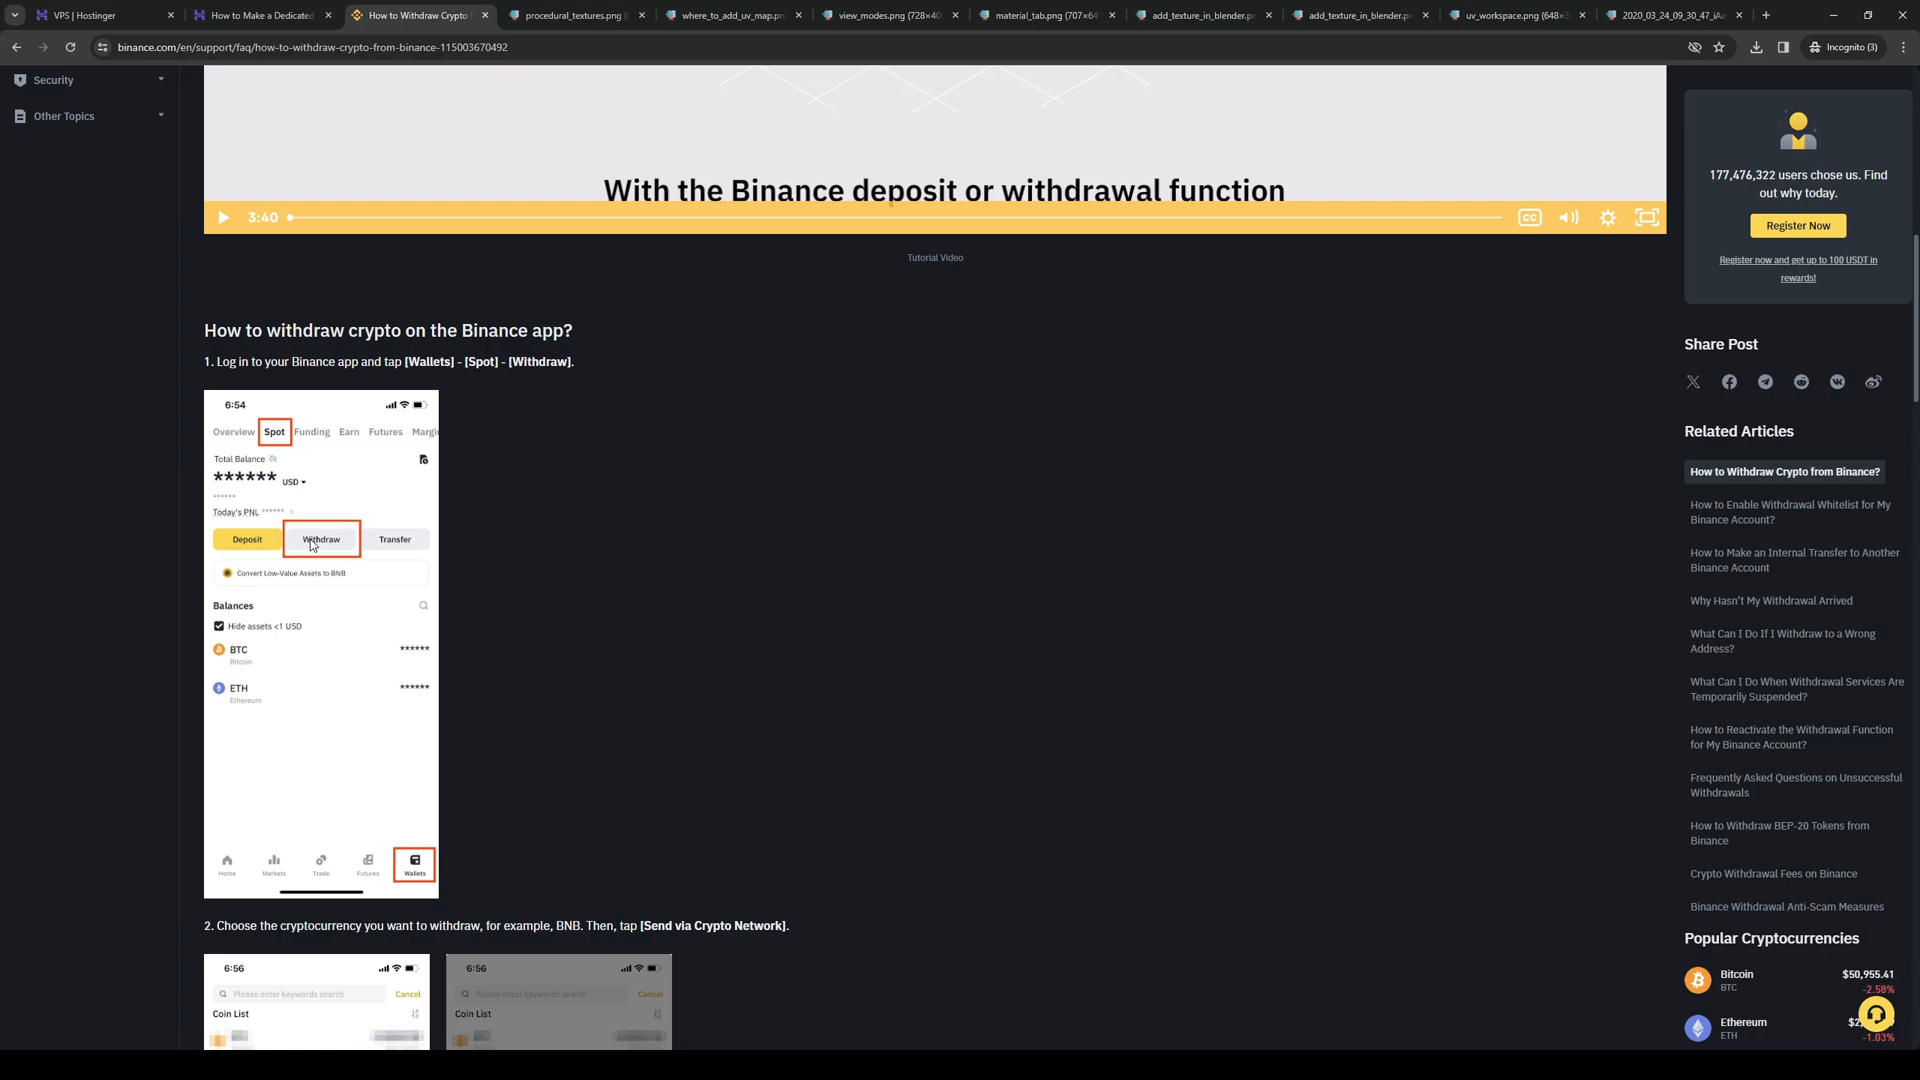 VPS | Hostinger
How to Make a Dedicated
How to Withdraw Crypto
procedural_textures.png (
where_to_add_uv_map.pn
view_modes.png (728×40
material_tab.png (707×64
add_texture_in_blender.p
add_texture_in_blender.p
uv_workspace.png (648×3
2020_03_24_09_30_47_iA
binance.com/en/support/faq/how-to-withdraw-crypto-from-binance-115003670492
Incognito (3)
Security
Other Topics
With the Binance deposit or withdrawal function
3:40
CC
Tutorial Video
How to withdraw crypto on the Binance app?
1. Log in to your Binance app and tap [Wallets] - [Spot] - [Withdraw].
6:54
Overview Spot Funding Earn Futures Margi
Total Balance
****** USD
******
Today's PNL ******
Deposit Withdraw Transfer
Convert Low-Value Assets to BNB
Balances
Hide assets <1 USD
BTC ******
Bitcoin
ETH ******
Ethereum
Home Markets Trade Futures Wallets
2. Choose the cryptocurrency you want to withdraw, for example, BNB. Then, tap [Send via Crypto Network].
6:56
Please enter keywords search Cancel
Coin List
6:56
Please enter keywords search Cancel
Coin List
177,476,322 users chose us. Find
out why today.
Register Now
Register now and get up to 100 USDT in
rewards!
Share Post
Related Articles
How to Withdraw Crypto from Binance?
How to Enable Withdrawal Whitelist for My
Binance Account?
How to Make an Internal Transfer to Another
Binance Account
Why Hasn't My Withdrawal Arrived
What Can I Do If I Withdraw to a Wrong
Address?
What Can I Do When Withdrawal Services Are
Temporarily Suspended?
How to Reactivate the Withdrawal Function
for My Binance Account?
Frequently Asked Questions on Unsuccessful
Withdrawals
How to Withdraw BEP-20 Tokens from
Binance
Crypto Withdrawal Fees on Binance
Binance Withdrawal Anti-Scam Measures
Popular Cryptocurrencies
Bitcoin $50,955.41
BTC -2.58%
Ethereum
ETH -1.03%